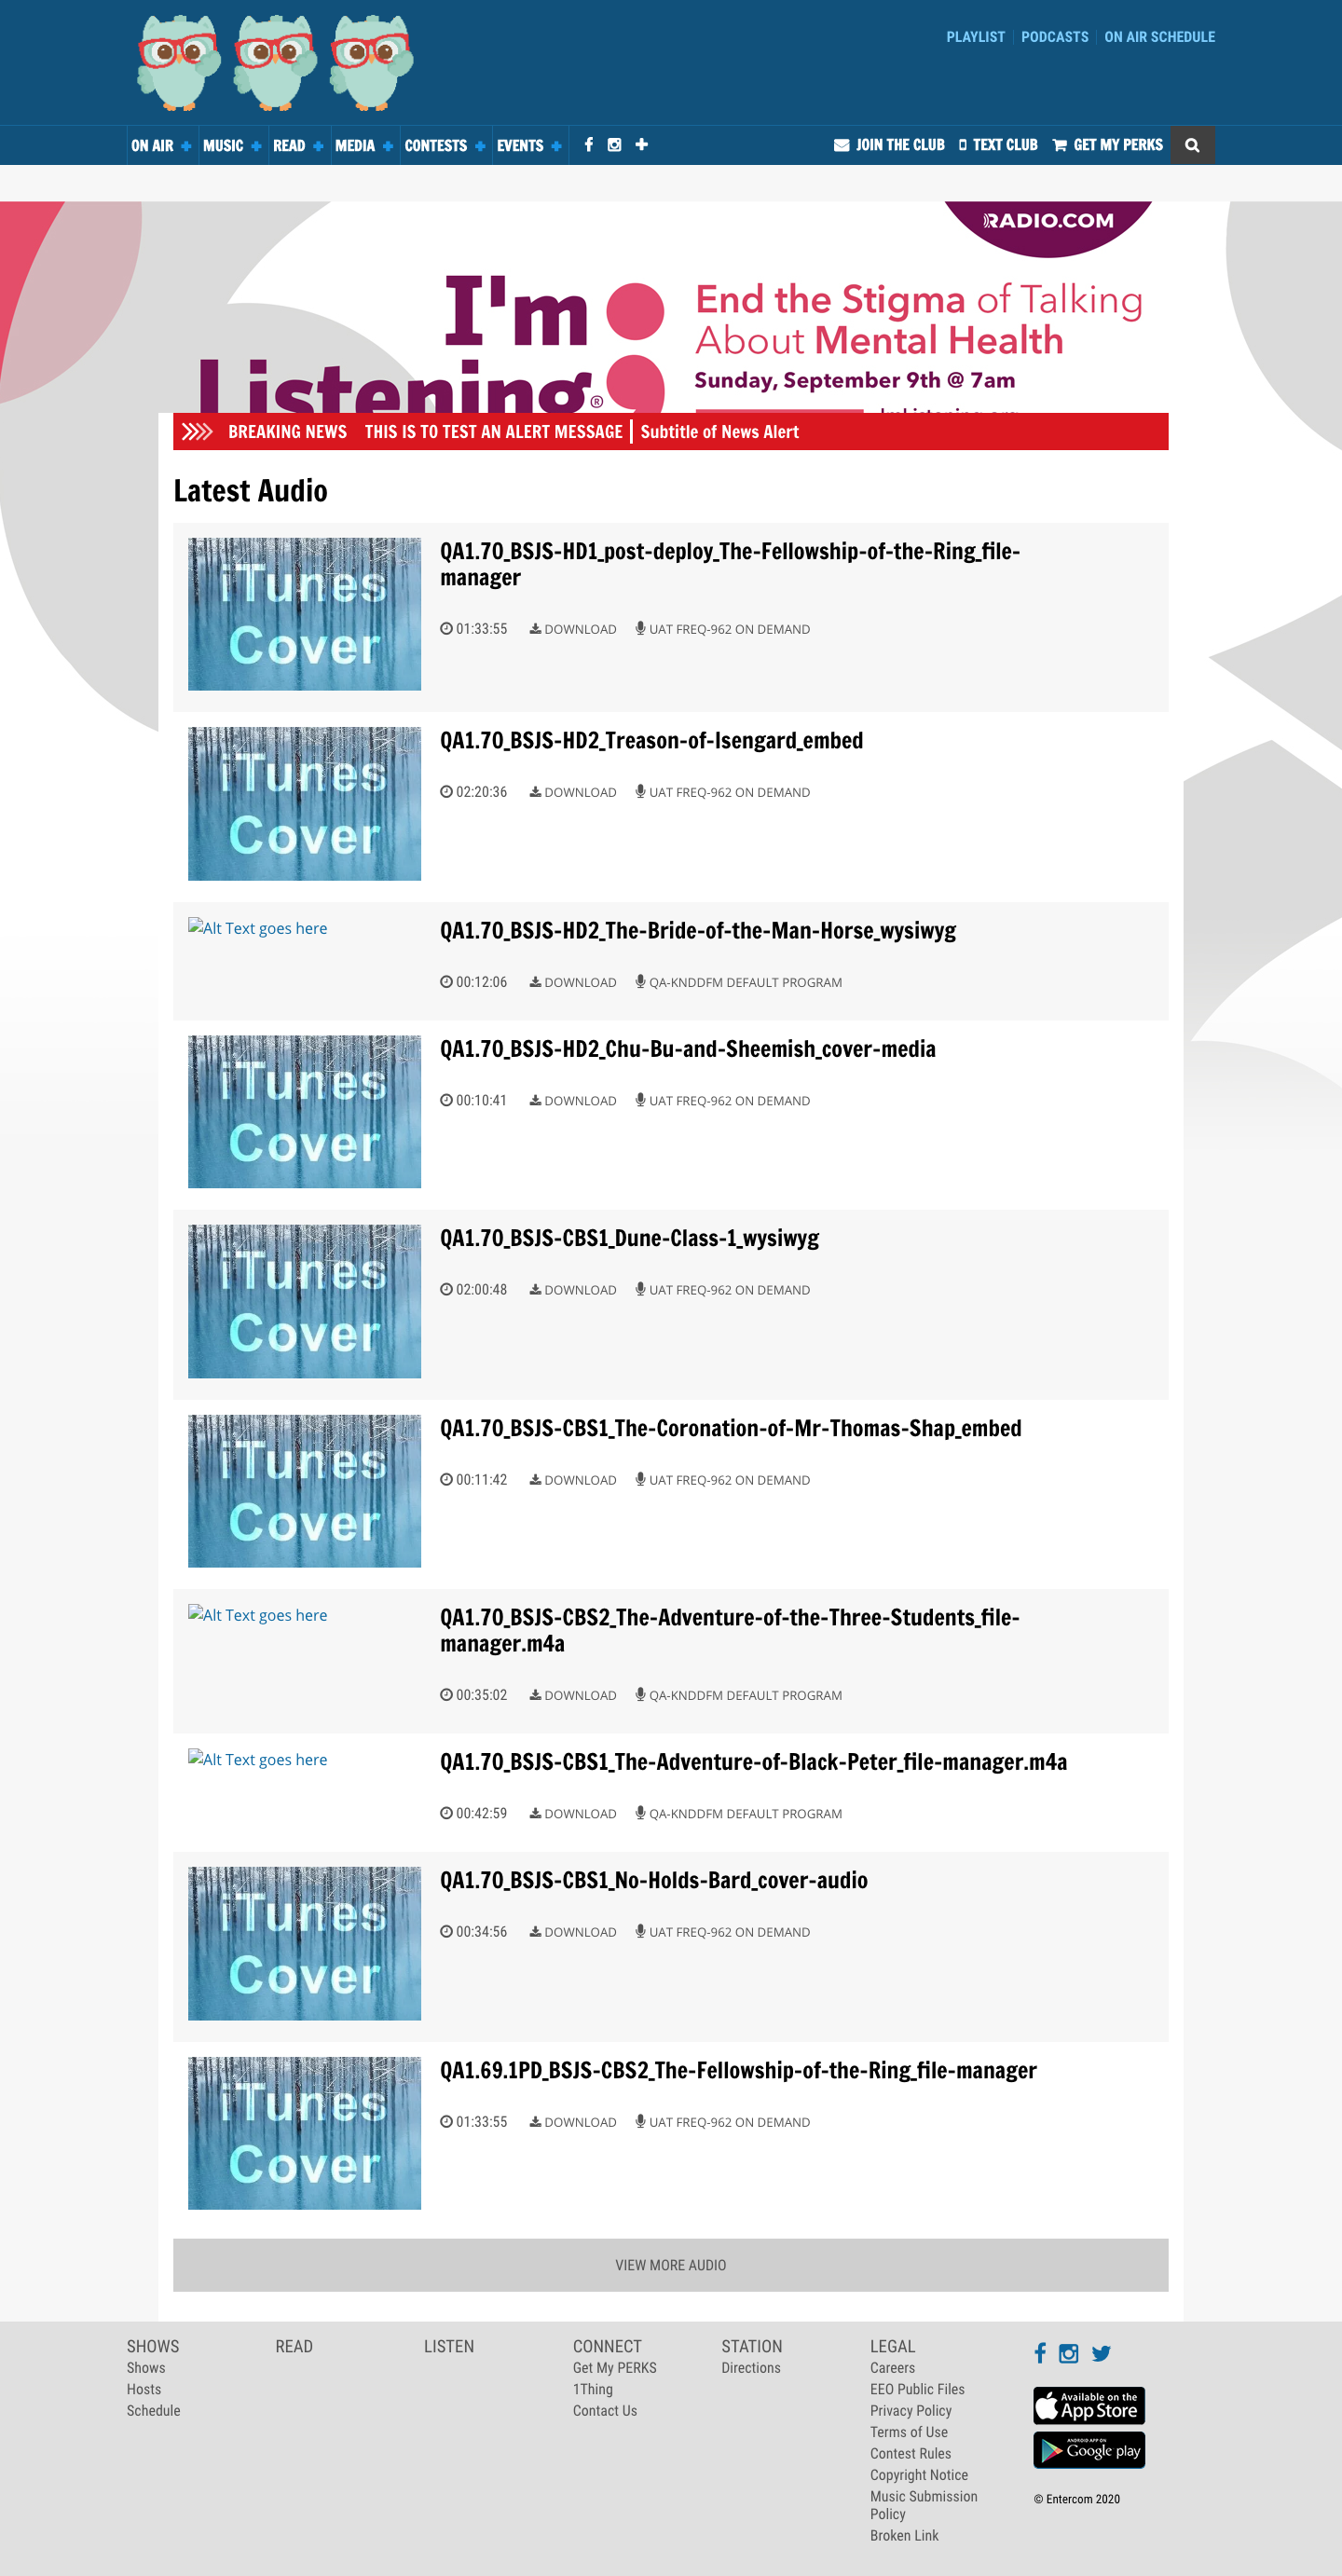 PLAYLIST PODCASTS ON AIR SCHEDULE
ON AIR MUSIC READ MEDIA CONTESTS EVENTS JOIN THE CLUB TEXT CLUB GET MY PERKS
RADIO.COM
I'm
Listening®
End the Stigma of Talking
About Mental Health
Sunday, September 9th @ 7am
BREAKING NEWS THIS IS TO TEST AN ALERT MESSAGE Subtitle of News Alert
Latest Audio
iTunes
Cover
QA1.70_BSJS-HD1_post-deploy_The-Fellowship-of-the-Ring_file-
manager
01:33:55 DOWNLOAD UAT FREQ-962 ON DEMAND
iTunes
Cover
QA1.70_BSJS-HD2_Treason-of-Isengard_embed
02:20:36 DOWNLOAD UAT FREQ-962 ON DEMAND
Alt Text goes here
QA1.70_BSJS-HD2_The-Bride-of-the-Man-Horse_wysiwyg
00:12:06 DOWNLOAD QA-KNDDFM DEFAULT PROGRAM
iTunes
Cover
QA1.70_BSJS-HD2_Chu-Bu-and-Sheemish_cover-media
00:10:41 DOWNLOAD UAT FREQ-962 ON DEMAND
iTunes
Cover
QA1.70_BSJS-CBS1_Dune-Class-1_wysiwyg
02:00:48 DOWNLOAD UAT FREQ-962 ON DEMAND
iTunes
Cover
QA1.70_BSJS-CBS1_The-Coronation-of-Mr-Thomas-Shap_embed
00:11:42 DOWNLOAD UAT FREQ-962 ON DEMAND
Alt Text goes here
QA1.70_BSJS-CBS2_The-Adventure-of-the-Three-Students_file-
manager.m4a
00:35:02 DOWNLOAD QA-KNDDFM DEFAULT PROGRAM
Alt Text goes here
QA1.70_BSJS-CBS1_The-Adventure-of-Black-Peter_file-manager.m4a
00:42:59 DOWNLOAD QA-KNDDFM DEFAULT PROGRAM
iTunes
Cover
QA1.70_BSJS-CBS1_No-Holds-Bard_cover-audio
00:34:56 DOWNLOAD UAT FREQ-962 ON DEMAND
iTunes
Cover
QA1.69.1PD_BSJS-CBS2_The-Fellowship-of-the-Ring_file-manager
01:33:55 DOWNLOAD UAT FREQ-962 ON DEMAND
VIEW MORE AUDIO
SHOWS
Shows
Hosts
Schedule
READ
LISTEN
CONNECT
Get My PERKS
1Thing
Contact Us
STATION
Directions
LEGAL
Careers
EEO Public Files
Privacy Policy
Terms of Use
Contest Rules
Copyright Notice
Music Submission
Policy
Broken Link
Available on the
App Store
ANDROID APP ON
Google play
© Entercom 2020